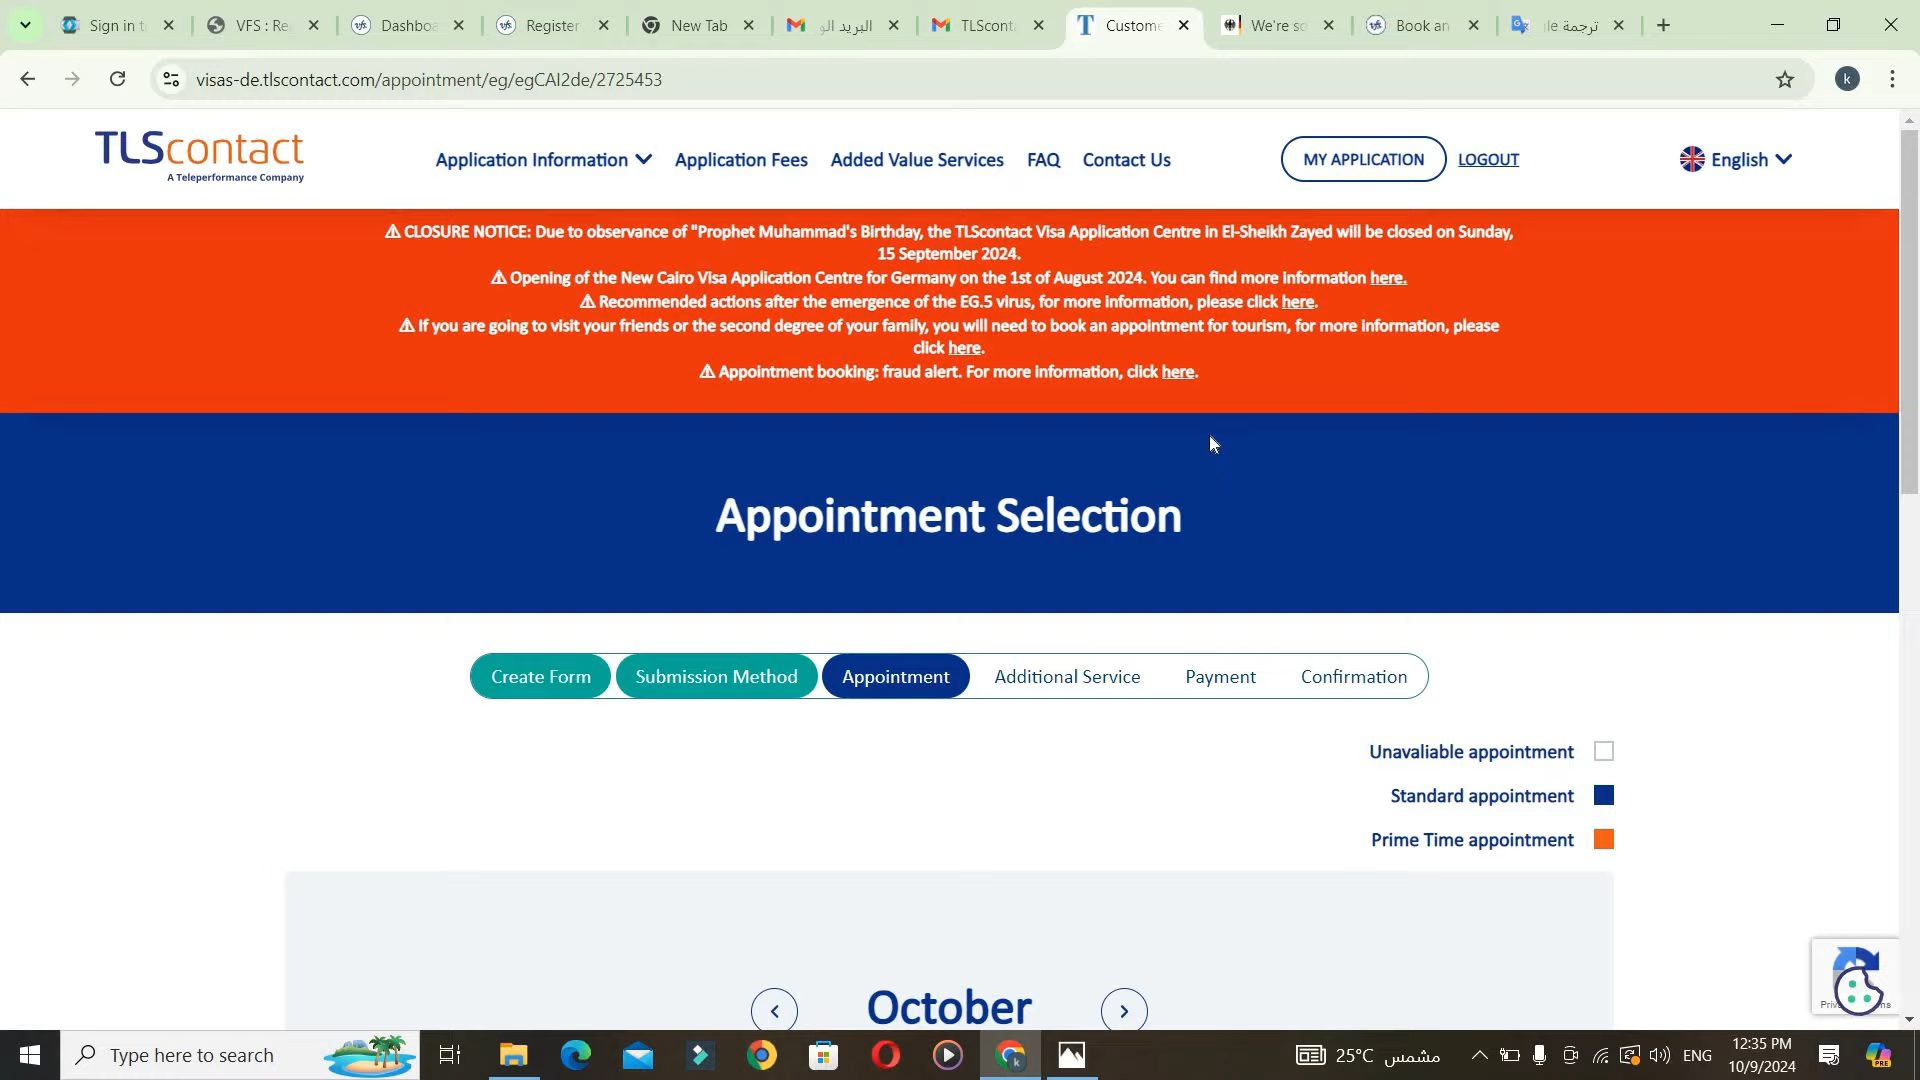 Sign in t
VFS : Re
Dashboa
Register
New Tab
البريد الو
TLScont
Custome
We're so
Book an
ترجمة gle
visas-de.tlscontact.com/appointment/eg/egCAI2de/2725453
k
TLScontact
A Teleperformance Company
Application Information
Application Fees
Added Value Services
FAQ
Contact Us
MY APPLICATION
LOGOUT
English
⚠ CLOSURE NOTICE: Due to observance of "Prophet Muhammad's Birthday, the TLScontact Visa Application Centre in El-Sheikh Zayed will be closed on Sunday,
15 September 2024.
⚠ Opening of the New Cairo Visa Application Centre for Germany on the 1st of August 2024. You can find more information here.
⚠ Recommended actions after the emergence of the EG.5 virus, for more information, please click here.
⚠ If you are going to visit your friends or the second degree of your family, you will need to book an appointment for tourism, for more information, please
click here.
⚠ Appointment booking: fraud alert. For more information, click here.
Appointment Selection
Create Form
Submission Method
Appointment
Additional Service
Payment
Confirmation
Unavaliable appointment
Standard appointment
Prime Time appointment
October
Type here to search
25°C مشمس
ENG
12:35 PM
10/9/2024